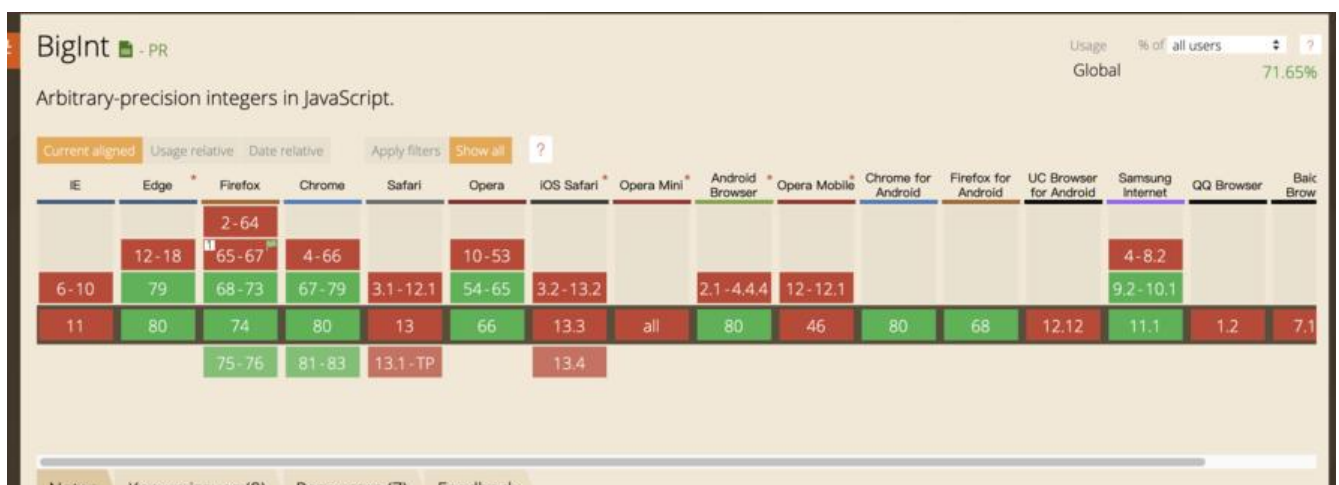 BigInt - PR
Usage % of all users ?
Global 71.65%
Arbitrary-precision integers in JavaScript.
Current aligned Usage relative Date relative Apply filters Show all ?
IE Edge * Firefox Chrome Safari Opera iOS Safari * Opera Mini * Android Browser * Opera Mobile * Chrome for Android Firefox for Android UC Browser for Android Samsung Internet QQ Browser Baid Brow
2-64
12-18 1 65-67 4-66 10-53 4-8.2
6-10 79 68-73 67-79 3.1-12.1 54-65 3.2-13.2 2.1-4.4.4 12-12.1 9.2-10.1
11 80 74 80 13 66 13.3 all 80 46 80 68 12.12 11.1 1.2 7.1
75-76 81-83 13.1-TP 13.4